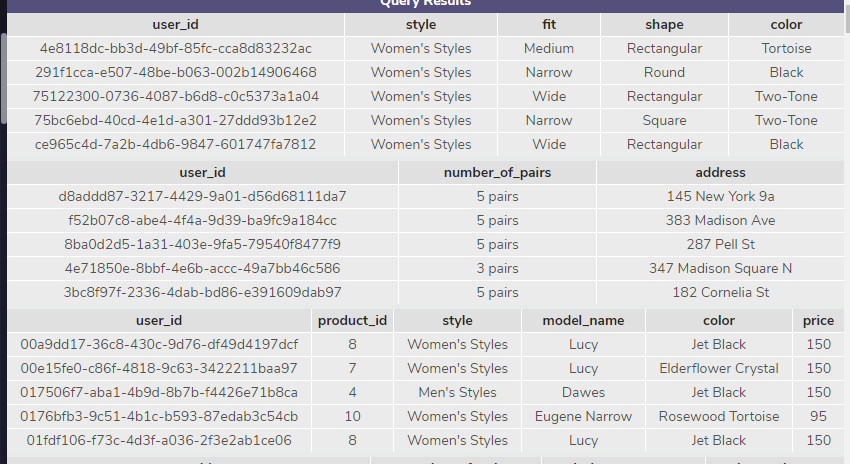 Query Results
user_id style fit shape color
4e8118dc-bb3d-49bf-85fc-cca8d83232ac Women's Styles Medium Rectangular Tortoise
291f1cca-e507-48be-b063-002b14906468 Women's Styles Narrow Round Black
75122300-0736-4087-b6d8-c0c5373a1a04 Women's Styles Wide Rectangular Two-Tone
75bc6ebd-40cd-4e1d-a301-27ddd93b12e2 Women's Styles Narrow Square Two-Tone
ce965c4d-7a2b-4db6-9847-601747fa7812 Women's Styles Wide Rectangular Black
user_id number_of_pairs address
d8addd87-3217-4429-9a01-d56d68111da7 5 pairs 145 New York 9a
f52b07c8-abe4-4f4a-9d39-ba9fc9a184cc 5 pairs 383 Madison Ave
8ba0d2d5-1a31-403e-9fa5-79540f8477f9 5 pairs 287 Pell St
4e71850e-8bbf-4e6b-accc-49a7bb46c586 3 pairs 347 Madison Square N
3bc8f97f-2336-4dab-bd86-e391609dab97 5 pairs 182 Cornelia St
user_id product_id style model_name color price
00a9dd17-36c8-430c-9d76-df49d4197dcf 8 Women's Styles Lucy Jet Black 150
00e15fe0-c86f-4818-9c63-3422211baa97 7 Women's Styles Lucy Elderflower Crystal 150
017506f7-aba1-4b9d-8b7b-f4426e71b8ca 4 Men's Styles Dawes Jet Black 150
0176bfb3-9c51-4b1c-b593-87edab3c54cb 10 Women's Styles Eugene Narrow Rosewood Tortoise 95
01fdf106-f73c-4d3f-a036-2f3e2ab1ce06 8 Women's Styles Lucy Jet Black 150